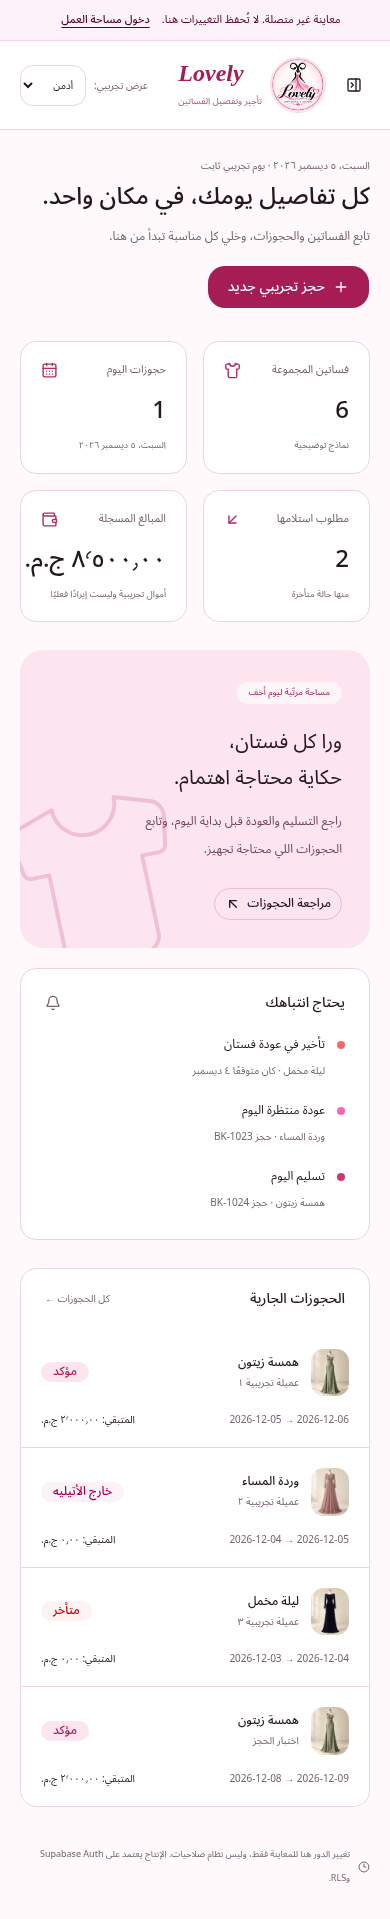 معاينة غير متصلة. لا تُحفظ التغييرات هنا. دخول مساحة العمل
Lovely
تأجير وتفصيل الفساتين
عرض تجريبي: أدمن
السبت، ٥ ديسمبر ٢٠٢٦ · يوم تجريبي ثابت
كل تفاصيل يومك، في مكان واحد.
تابع الفساتين والحجوزات، وخلي كل مناسبة تبدأ من هنا.
+ حجز تجريبي جديد
فساتين المجموعة
6
نماذج توضيحية
حجوزات اليوم
1
السبت، ٥ ديسمبر ٢٠٢٦
مطلوب استلامها
2
منها حالة متأخرة
المبالغ المسجلة
٨٬٥٠٠٫٠٠ ج.م.
أموال تجريبية وليست إيرادًا فعليًا
مساحة مرتّبة ليوم أخف
ورا كل فستان،
حكاية محتاجة اهتمام.
راجع التسليم والعودة قبل بداية اليوم، وتابع
الحجوزات اللي محتاجة تجهيز.
مراجعة الحجوزات
يحتاج انتباهك
تأخير في عودة فستان
ليلة مخمل · كان متوقعًا ٤ ديسمبر
عودة منتظرة اليوم
وردة المساء · حجز BK-1023
تسليم اليوم
همسة زيتون · حجز BK-1024
الحجوزات الجارية
كل الحجوزات ←
همسة زيتون
عميلة تجريبية ١
مؤكد
2026-12-05 → 2026-12-06
المتبقي: ٢٬٠٠٠٫٠٠ ج.م.
وردة المساء
عميلة تجريبية ٢
خارج الأتيليه
2026-12-04 → 2026-12-05
المتبقي: ٠٫٠٠ ج.م.
ليلة مخمل
عميلة تجريبية ٣
متأخر
2026-12-03 → 2026-12-04
المتبقي: ٠٫٠٠ ج.م.
همسة زيتون
اختبار الحجز
مؤكد
2026-12-08 → 2026-12-09
المتبقي: ٢٬٠٠٠٫٠٠ ج.م.
تغيير الدور هنا للمعاينة فقط، وليس نظام صلاحيات. الإنتاج يعتمد على Supabase Auth
وRLS.